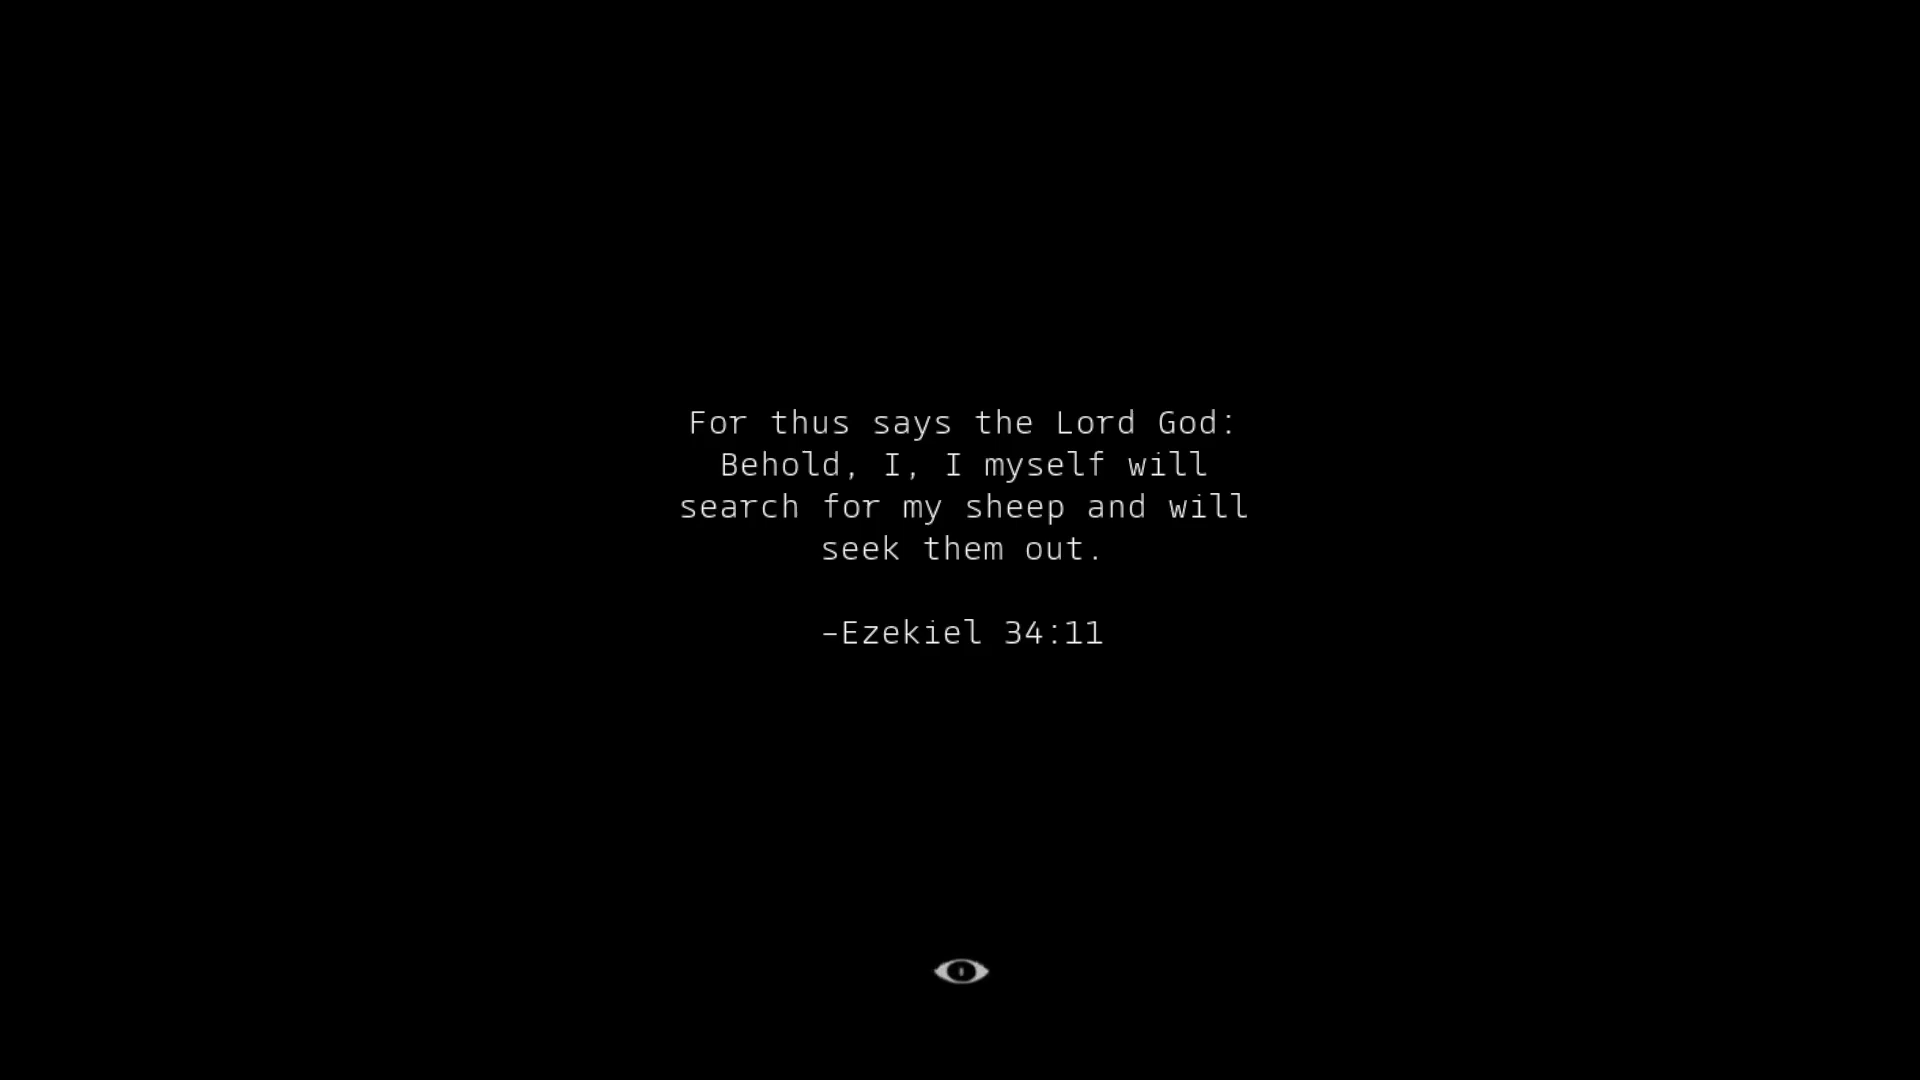 For thus says the Lord God:
Behold, I, I myself will
search for my sheep and will
seek them out.
–Ezekiel 34:11